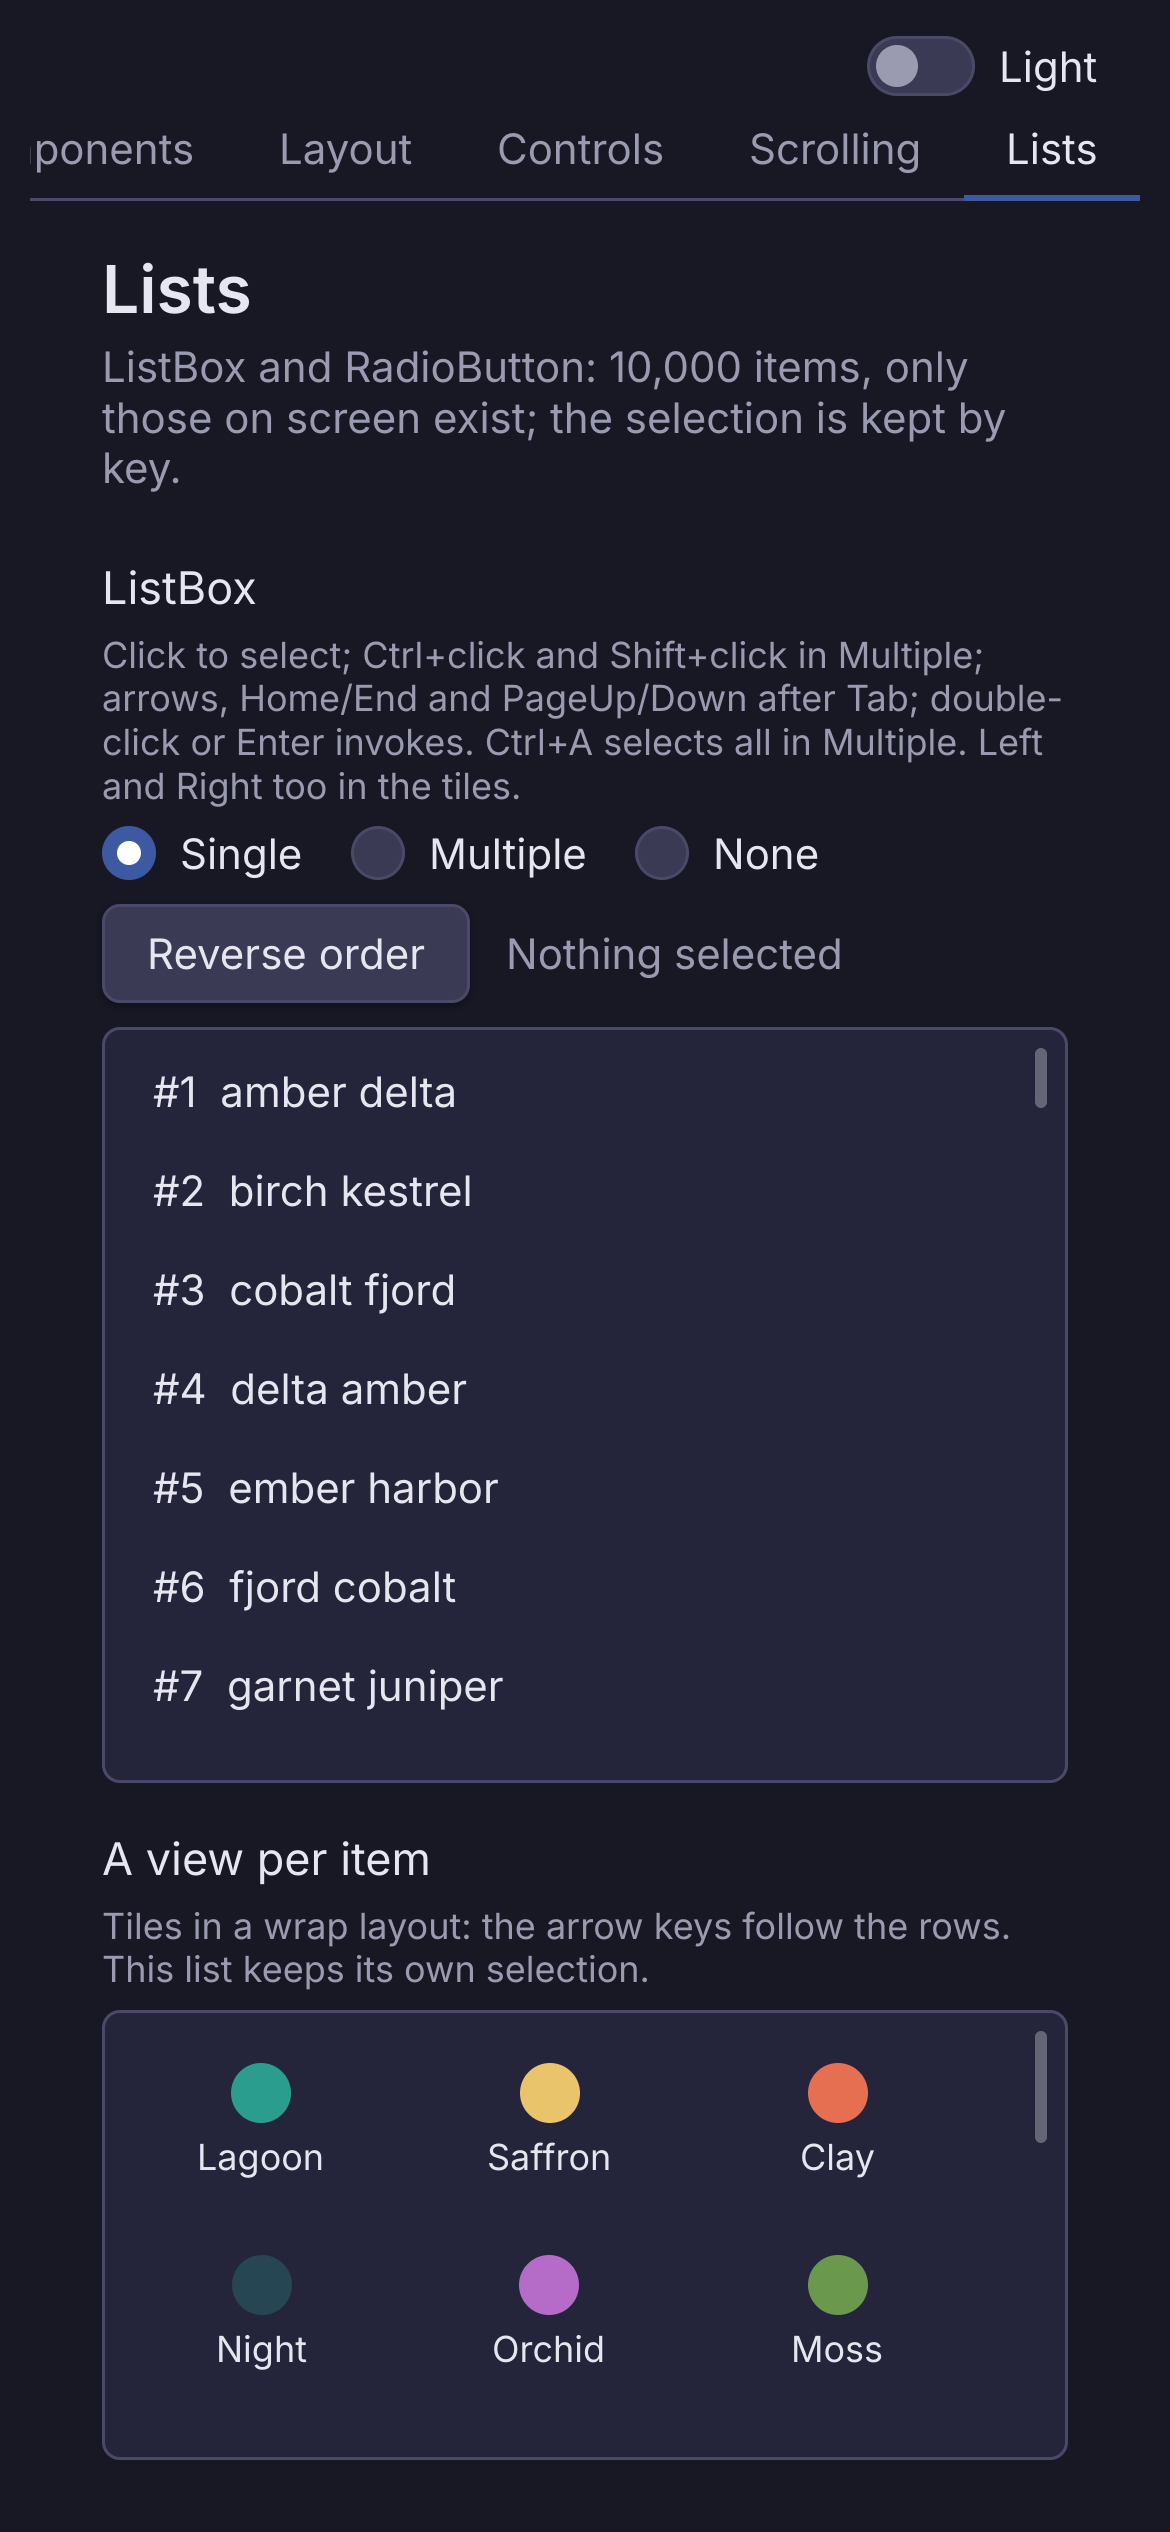 Light
ponents Layout Controls Scrolling Lists
Lists
ListBox and RadioButton: 10,000 items, only
those on screen exist; the selection is kept by
key.
ListBox
Click to select; Ctrl+click and Shift+click in Multiple;
arrows, Home/End and PageUp/Down after Tab; double-
click or Enter invokes. Ctrl+A selects all in Multiple. Left
and Right too in the tiles.
Single Multiple None
Reverse order Nothing selected
#1 amber delta
#2 birch kestrel
#3 cobalt fjord
#4 delta amber
#5 ember harbor
#6 fjord cobalt
#7 garnet juniper
A view per item
Tiles in a wrap layout: the arrow keys follow the rows.
This list keeps its own selection.
Lagoon Saffron Clay
Night Orchid Moss